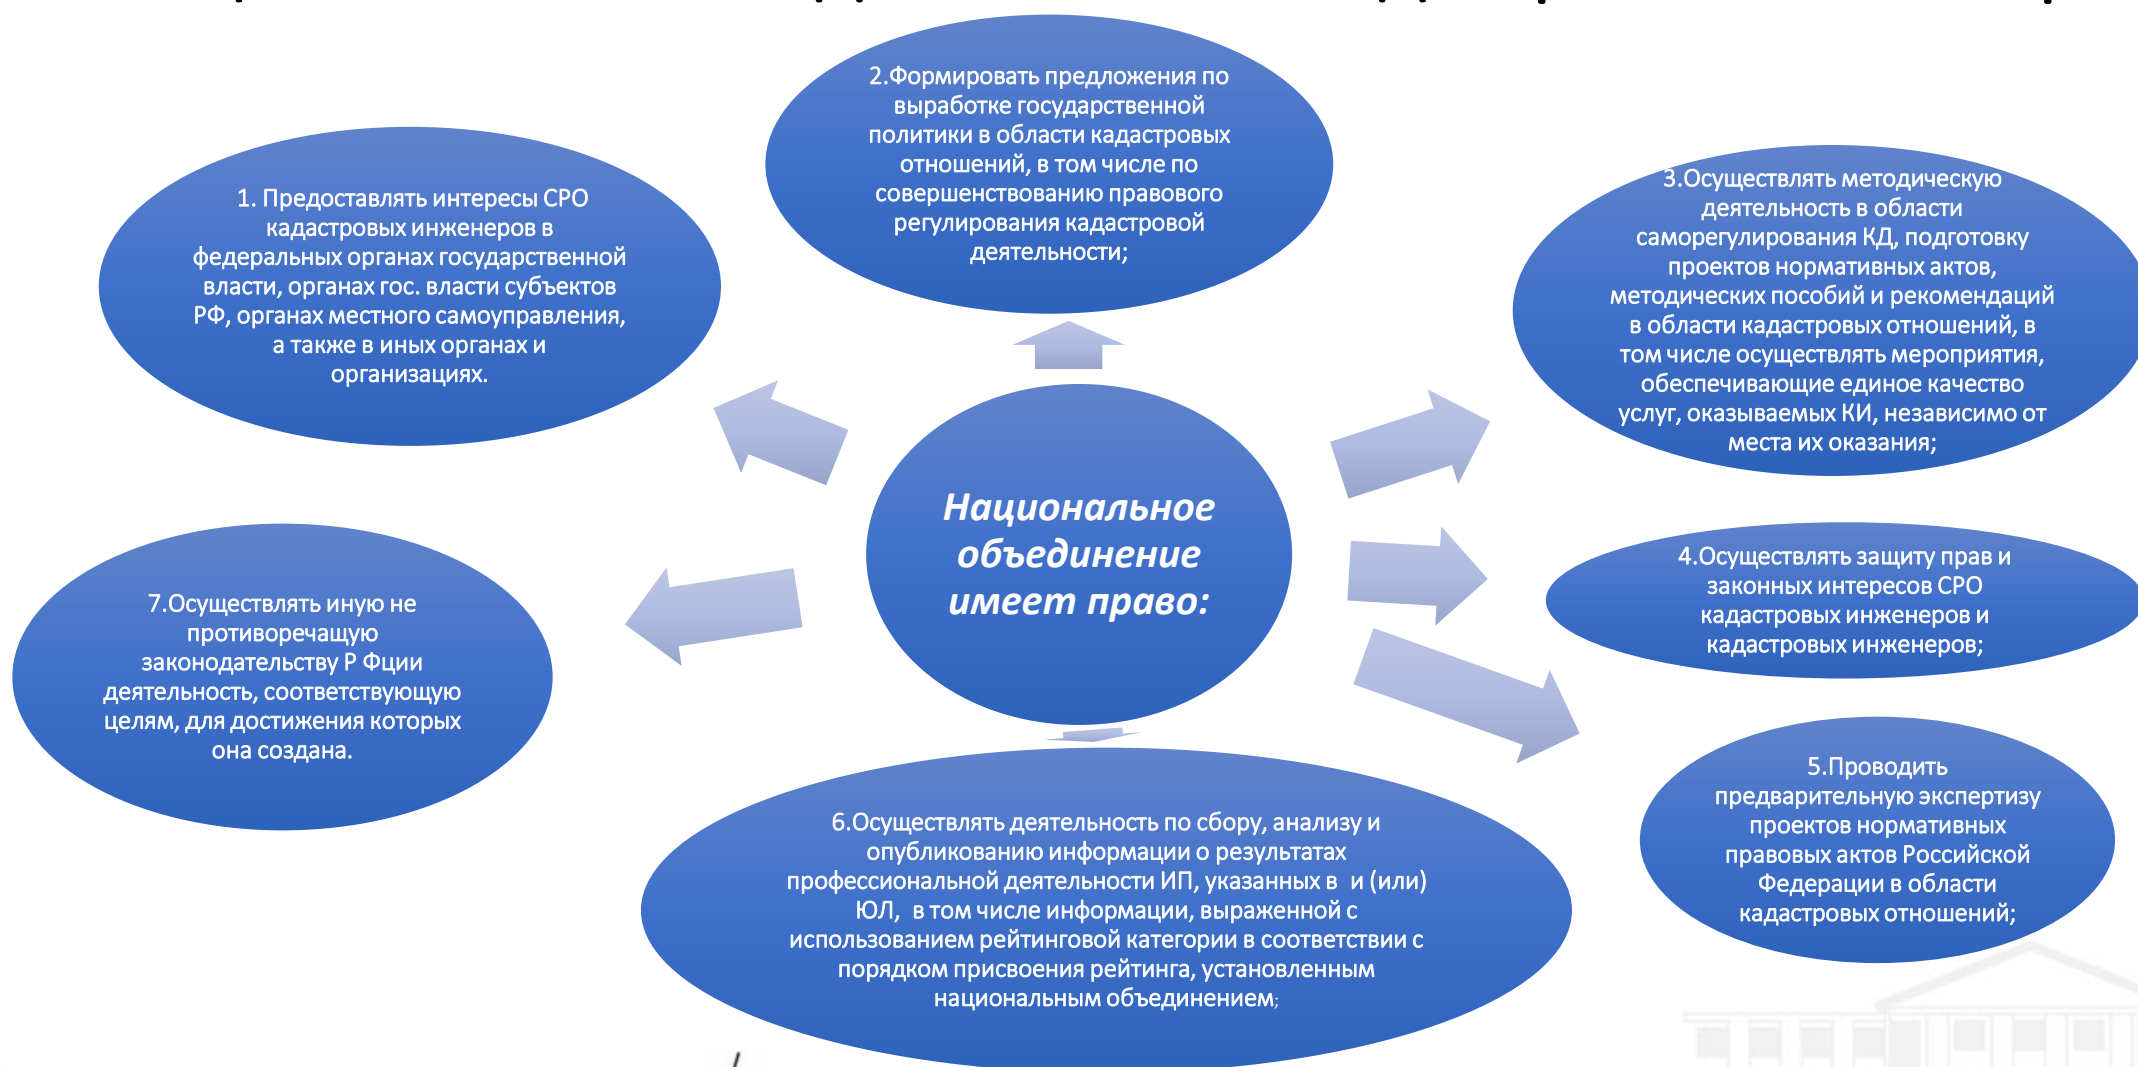 1. Предоставлять интересы СРО
кадастровых инженеров в
федеральных органах государственной
власти, органах гос. власти субъектов
РФ, органах местного самоуправления,
а также в иных органах и
организациях.
2.Формировать предложения по
выработке государственной
политики в области кадастровых
отношений, в том числе по
совершенствованию правового
регулирования кадастровой
деятельности;
3.Осуществлять методическую
деятельность в области
саморегулирования КД, подготовку
проектов нормативных актов,
методических пособий и рекомендаций
в области кадастровых отношений, в
том числе осуществлять мероприятия,
обеспечивающие единое качество
услуг, оказываемых КИ, независимо от
места их оказания;
Национальное
объединение
имеет право:
4.Осуществлять защиту прав и
законных интересов СРО
кадастровых инженеров и
кадастровых инженеров;
5.Проводить
предварительную экспертизу
проектов нормативных
правовых актов Российской
Федерации в области
кадастровых отношений;
6.Осуществлять деятельность по сбору, анализу и
опубликованию информации о результатах
профессиональной деятельности ИП, указанных в  и (или)
ЮЛ,  в том числе информации, выраженной с
использованием рейтинговой категории в соответствии с
порядком присвоения рейтинга, установленным
национальным объединением;
7.Осуществлять иную не
противоречащую
законодательству Р Фции
деятельность, соответствующую
целям, для достижения которых
она создана.